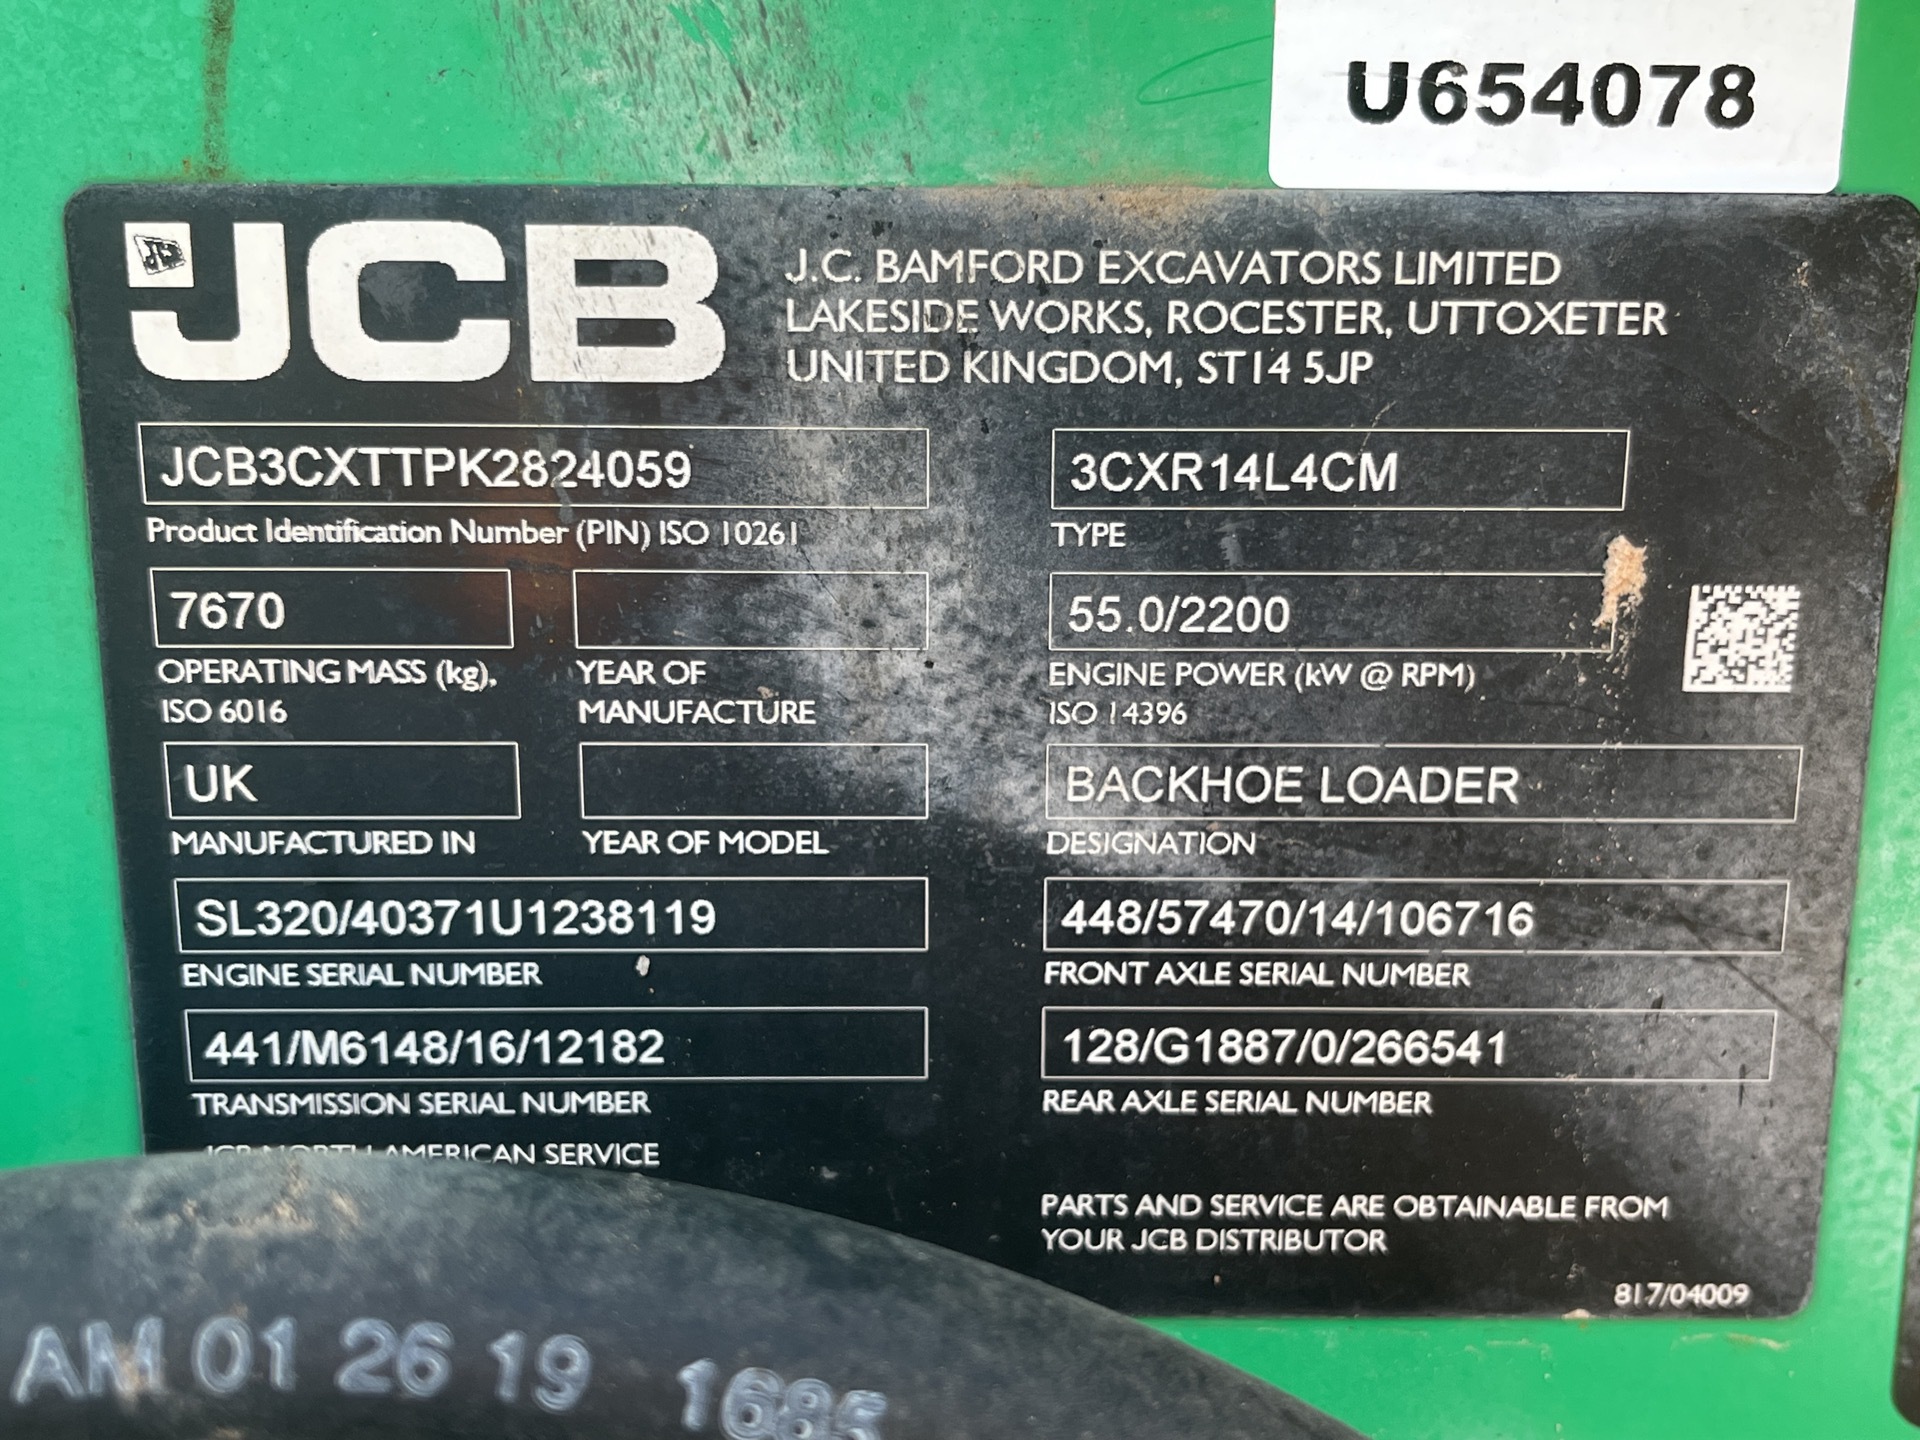 U654078
JCB
J.C. BAMFORD EXCAVATORS LIMITED
LAKESIDE WORKS, ROCESTER, UTTOXETER
UNITED KINGDOM, ST14 5JP
JCB3CXTTPK2824059
Product Identification Number (PIN) ISO 10261
3CXR14L4CM
TYPE
7670
OPERATING MASS (kg),
ISO 6016
YEAR OF
MANUFACTURE
55.0/2200
ENGINE POWER (kW @ RPM)
ISO 14396
UK
MANUFACTURED IN
YEAR OF MODEL
BACKHOE LOADER
DESIGNATION
SL320/40371U1238119
ENGINE SERIAL NUMBER
448/57470/14/106716
FRONT AXLE SERIAL NUMBER
441/M6148/16/12182
TRANSMISSION SERIAL NUMBER
128/G1887/0/266541
REAR AXLE SERIAL NUMBER
JCB NORTH AMERICAN SERVICE
PARTS AND SERVICE ARE OBTAINABLE FROM
YOUR JCB DISTRIBUTOR
817/04009
AM 01 26 19 1685